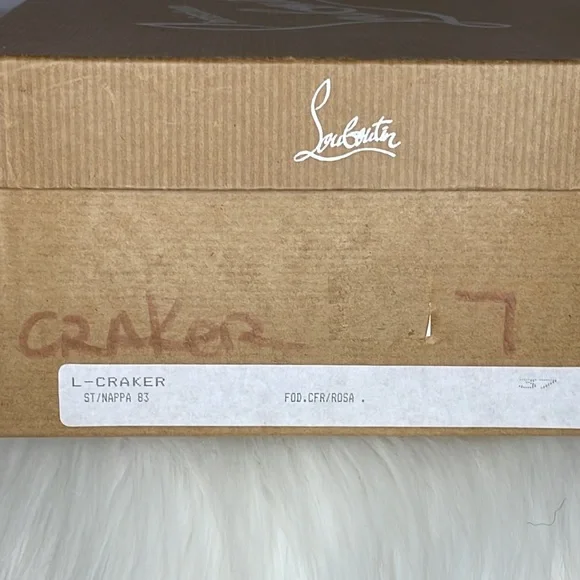 Louboutin
CRAKER 7
L-CRAKER
ST/NAPPA 83 FOD.CFR/ROSA .